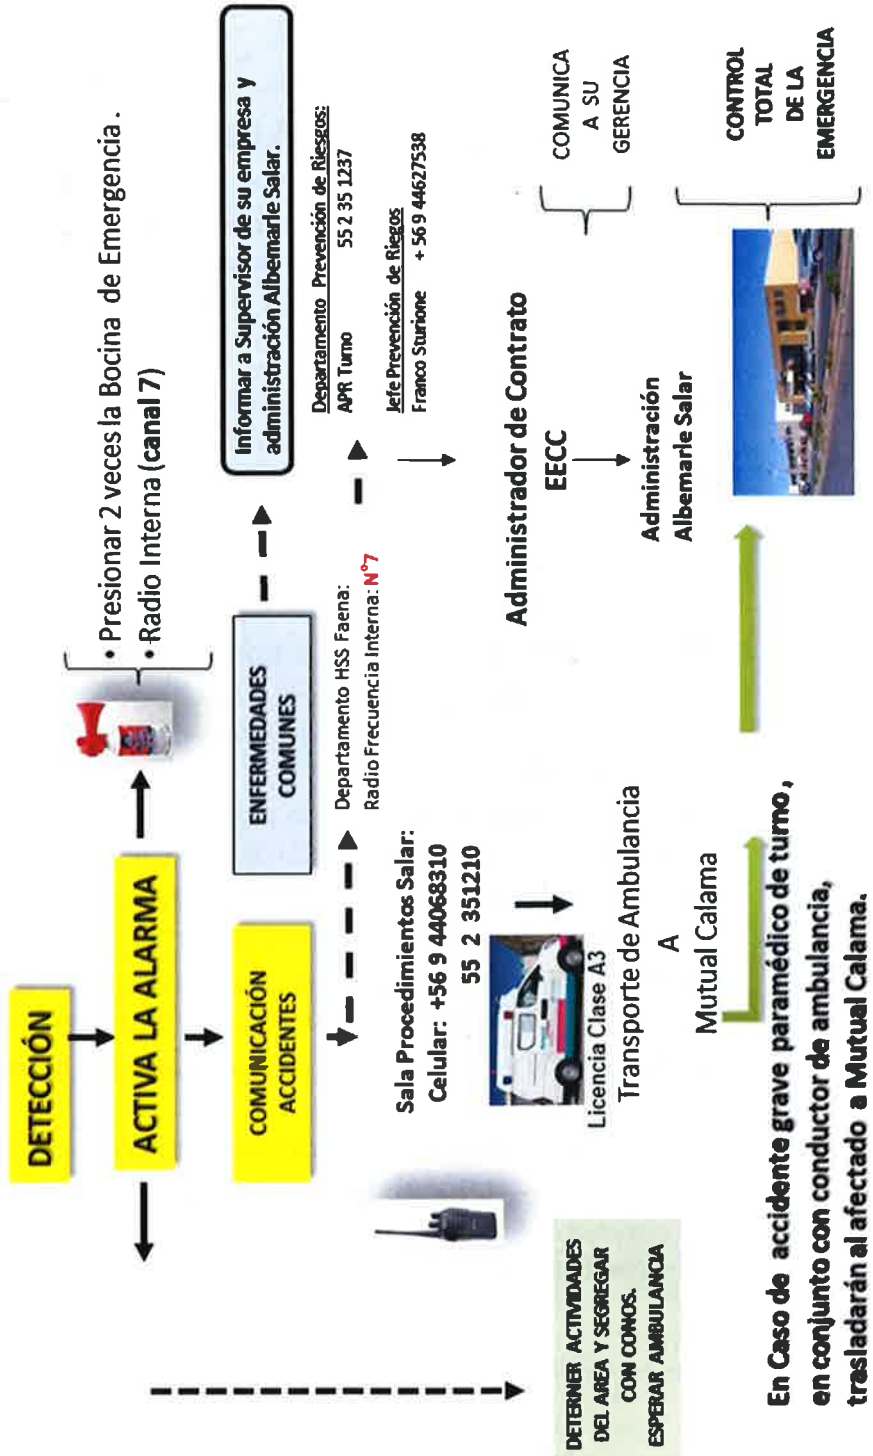 DETECCIÓN
ACTIVA LA ALARMA
• Presionar 2 veces la Bocina de Emergencia.
• Radio Interna (canal 7)
COMUNICACIÓN
ACCIDENTES
ENFERMEDADES
COMUNES
Informar a Supervisor de su empresa y
administración Albemarle Salar.
Departamento HSS Faena:
Radio Frecuencia Interna: N°7
Departamento Prevención de Riesgos:
APR Turno 55 2 35 1237
Jefe Prevención de Riegos
Franco Sturione + 56 9 44627538
Sala Procedimientos Salar:
Celular: +56 9 44068310
55 2 351210
Licencia Clase A3
Transporte de Ambulancia
A
Mutual Calama
Administrador de Contrato
EECC
COMUNICA
A SU
GERENCIA
Administración
Albemarle Salar
CONTROL
TOTAL
DE LA
EMERGENCIA
DETERNER ACTIVIDADES
DEL AREA Y SEGREGAR
CON CONOS.
ESPERAR AMBULANCIA
En Caso de accidente grave paramédico de turno,
en conjunto con conductor de ambulancia,
trasladarán al afectado a Mutual Calama.